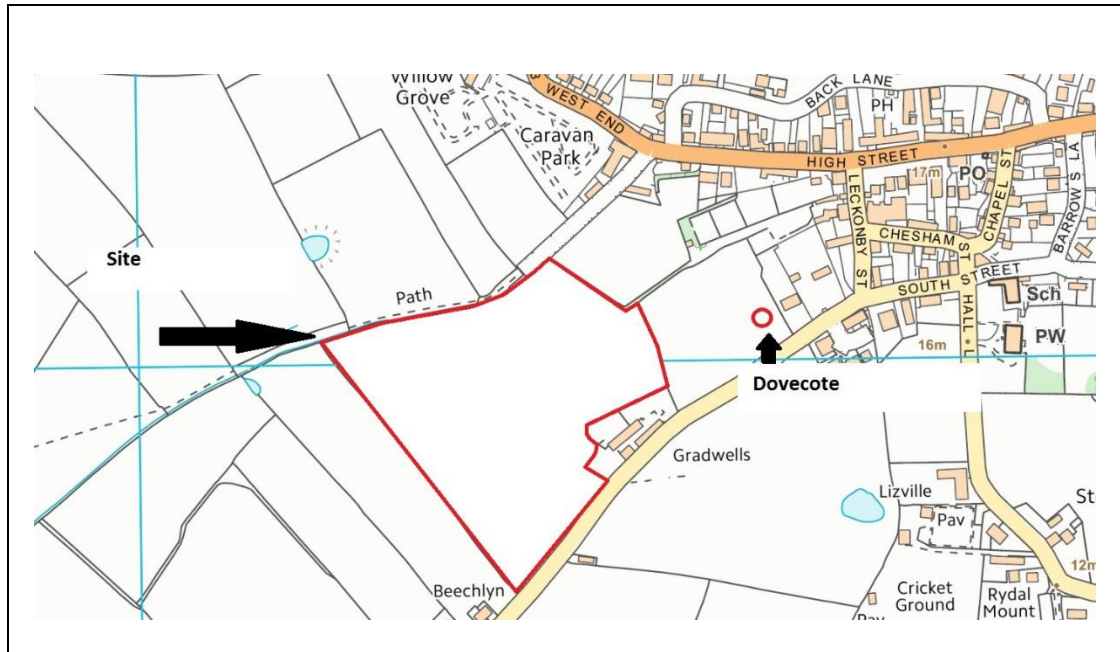 WILLOW
Grove
WEST END
BACK LANE
PH
Caravan
Park
HIGH STREET
17m
PO
CHAPEL ST
BARROW'S LA
LECKONBY ST
CHESHAM ST
SOUTH STREET
S HALL L
Sch
PW
16m
Site
Path
Dovecote
Gradwells
Lizville
Pav
Beechlyn
Cricket
Ground
Rydal
Mount
12m
Pav